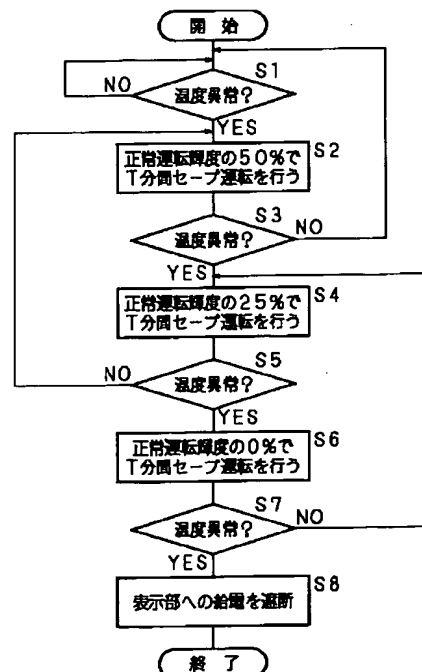 開 始
S1
NO
温度異常?
YES
S2
正常運転輝度の50%で
T分間セーブ運転を行う
S3
NO
温度異常?
YES
S4
正常運転輝度の25%で
T分間セーブ運転を行う
S5
NO
温度異常?
YES
S6
正常運転輝度の0%で
T分間セーブ運転を行う
S7
NO
温度異常?
YES
S8
表示部への給電を遮断
終 了